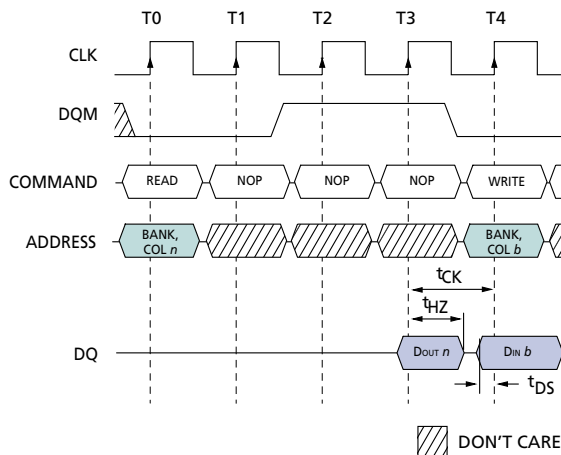 T0 T1 T2 T3 T4
CLK
DQM
COMMAND READ NOP NOP NOP WRITE
ADDRESS BANK, COL n BANK, COL b
tCK
tHZ
DQ DOUT n DIN b
tDS
DON'T CARE